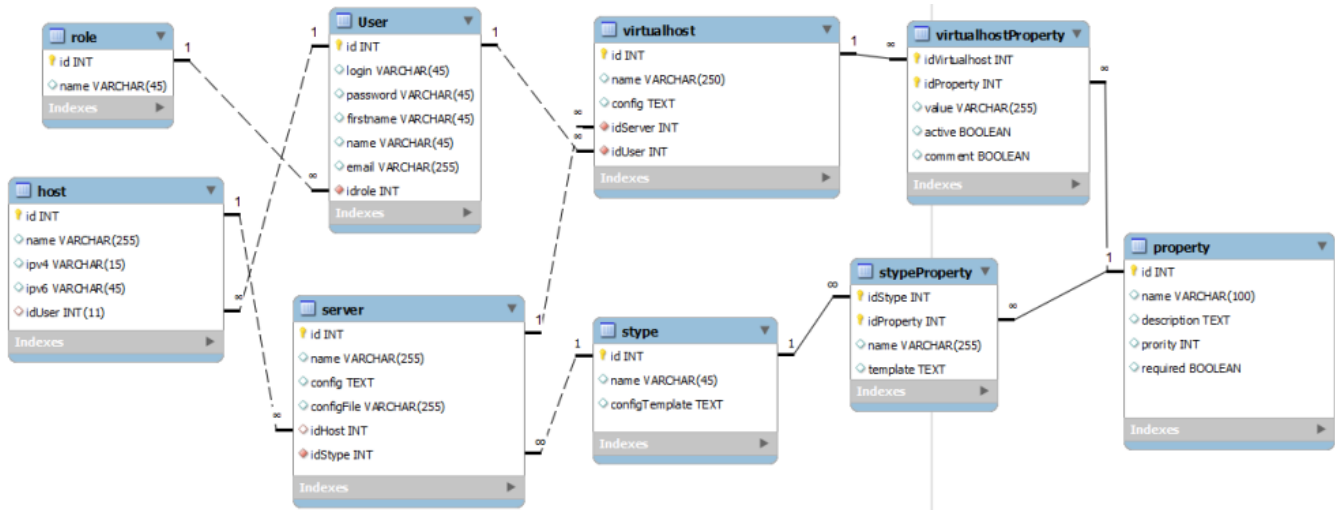 role
id INT
name VARCHAR(45)
Indexes
User
id INT
login VARCHAR(45)
password VARCHAR(45)
firstname VARCHAR(45)
name VARCHAR(45)
email VARCHAR(255)
idrole INT
Indexes
virtualhost
id INT
name VARCHAR(250)
config TEXT
idServer INT
idUser INT
Indexes
virtualhostProperty
idVirtualhost INT
idProperty INT
value VARCHAR(255)
active BOOLEAN
comment BOOLEAN
Indexes
host
id INT
name VARCHAR(255)
ipv4 VARCHAR(15)
ipv6 VARCHAR(45)
idUser INT(11)
Indexes
server
id INT
name VARCHAR(255)
config TEXT
configFile VARCHAR(255)
idHost INT
idStype INT
Indexes
stype
id INT
name VARCHAR(45)
configTemplate TEXT
Indexes
stypeProperty
idStype INT
idProperty INT
name VARCHAR(255)
template TEXT
Indexes
property
id INT
name VARCHAR(100)
description TEXT
prority INT
required BOOLEAN
Indexes
1
∞
1
∞
1
∞
1
∞
1
∞
1
∞
1
∞
1
∞
1
∞